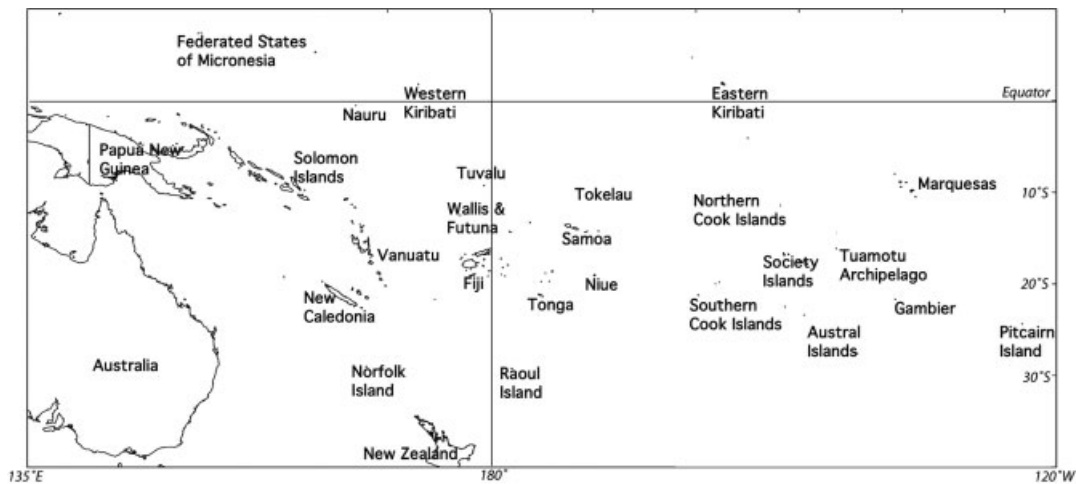 Federated States
of Micronesia
Western
Kiribati
Eastern
Kiribati
Equator
Nauru
Papua New
Guinea
Solomon
Islands
Tuvalu
Tokelau
Northern
Cook Islands
Marquesas
10°S
Wallis &
Futuna
Samoa
Vanuatu
Society
Islands
Tuamotu
Archipelago
Fiji
Niue
20°S
New
Caledonia
Tonga
Southern
Cook Islands
Gambier
Austral
Islands
Pitcairn
Island
Australia
Norfolk
Island
Raoul
Island
30°S
New Zealand
135°E
180°
120°W